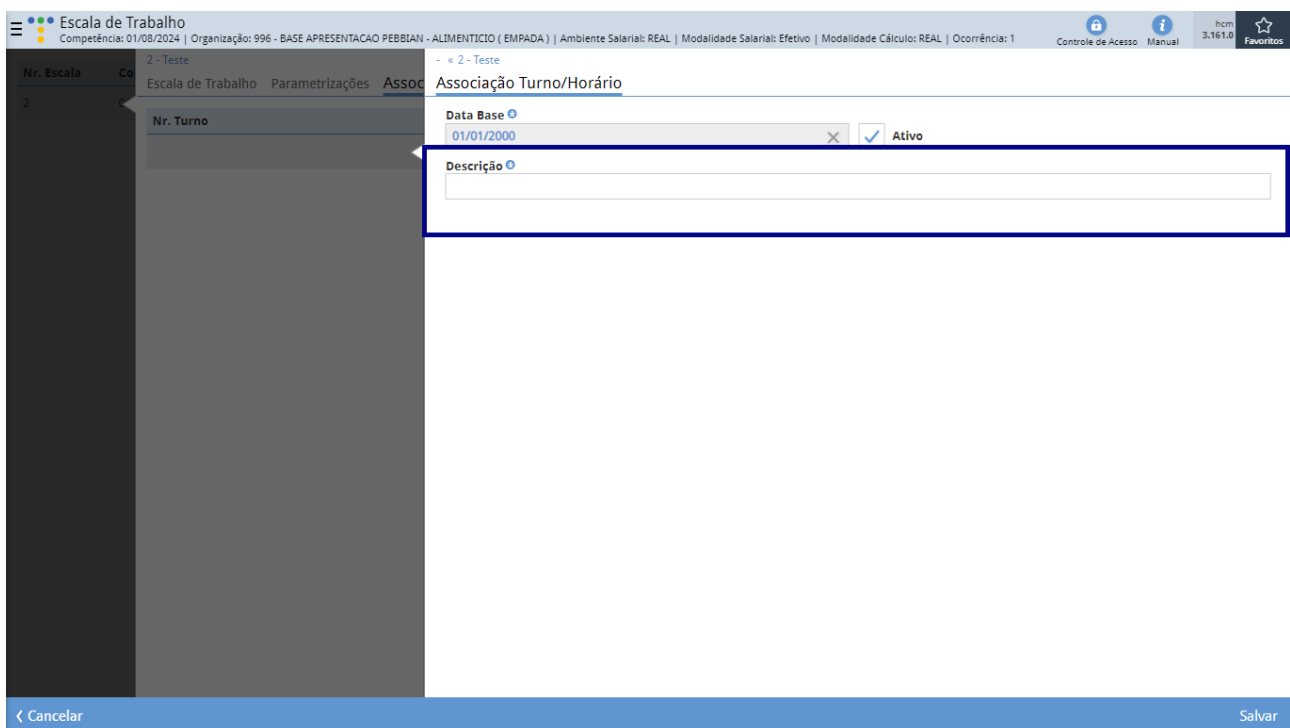 Escala de Trabalho
Competência: 01/08/2024 | Organização: 996 - BASE APRESENTACAO PEBBIAN - ALIMENTICIO ( EMPADA ) | Ambiente Salarial: REAL | Modalidade Salarial: Efetivo | Modalidade Cálculo: REAL | Ocorrência: 1
Controle de Acesso
Manual
hcm
3.161.0
Favoritos
Nr. Escala Co
2
2 - Teste
Escala de Trabalho Parametrizações Assoc
Nr. Turno
- « 2 - Teste
Associação Turno/Horário
Data Base
01/01/2000
Ativo
Descrição
Cancelar
Salvar